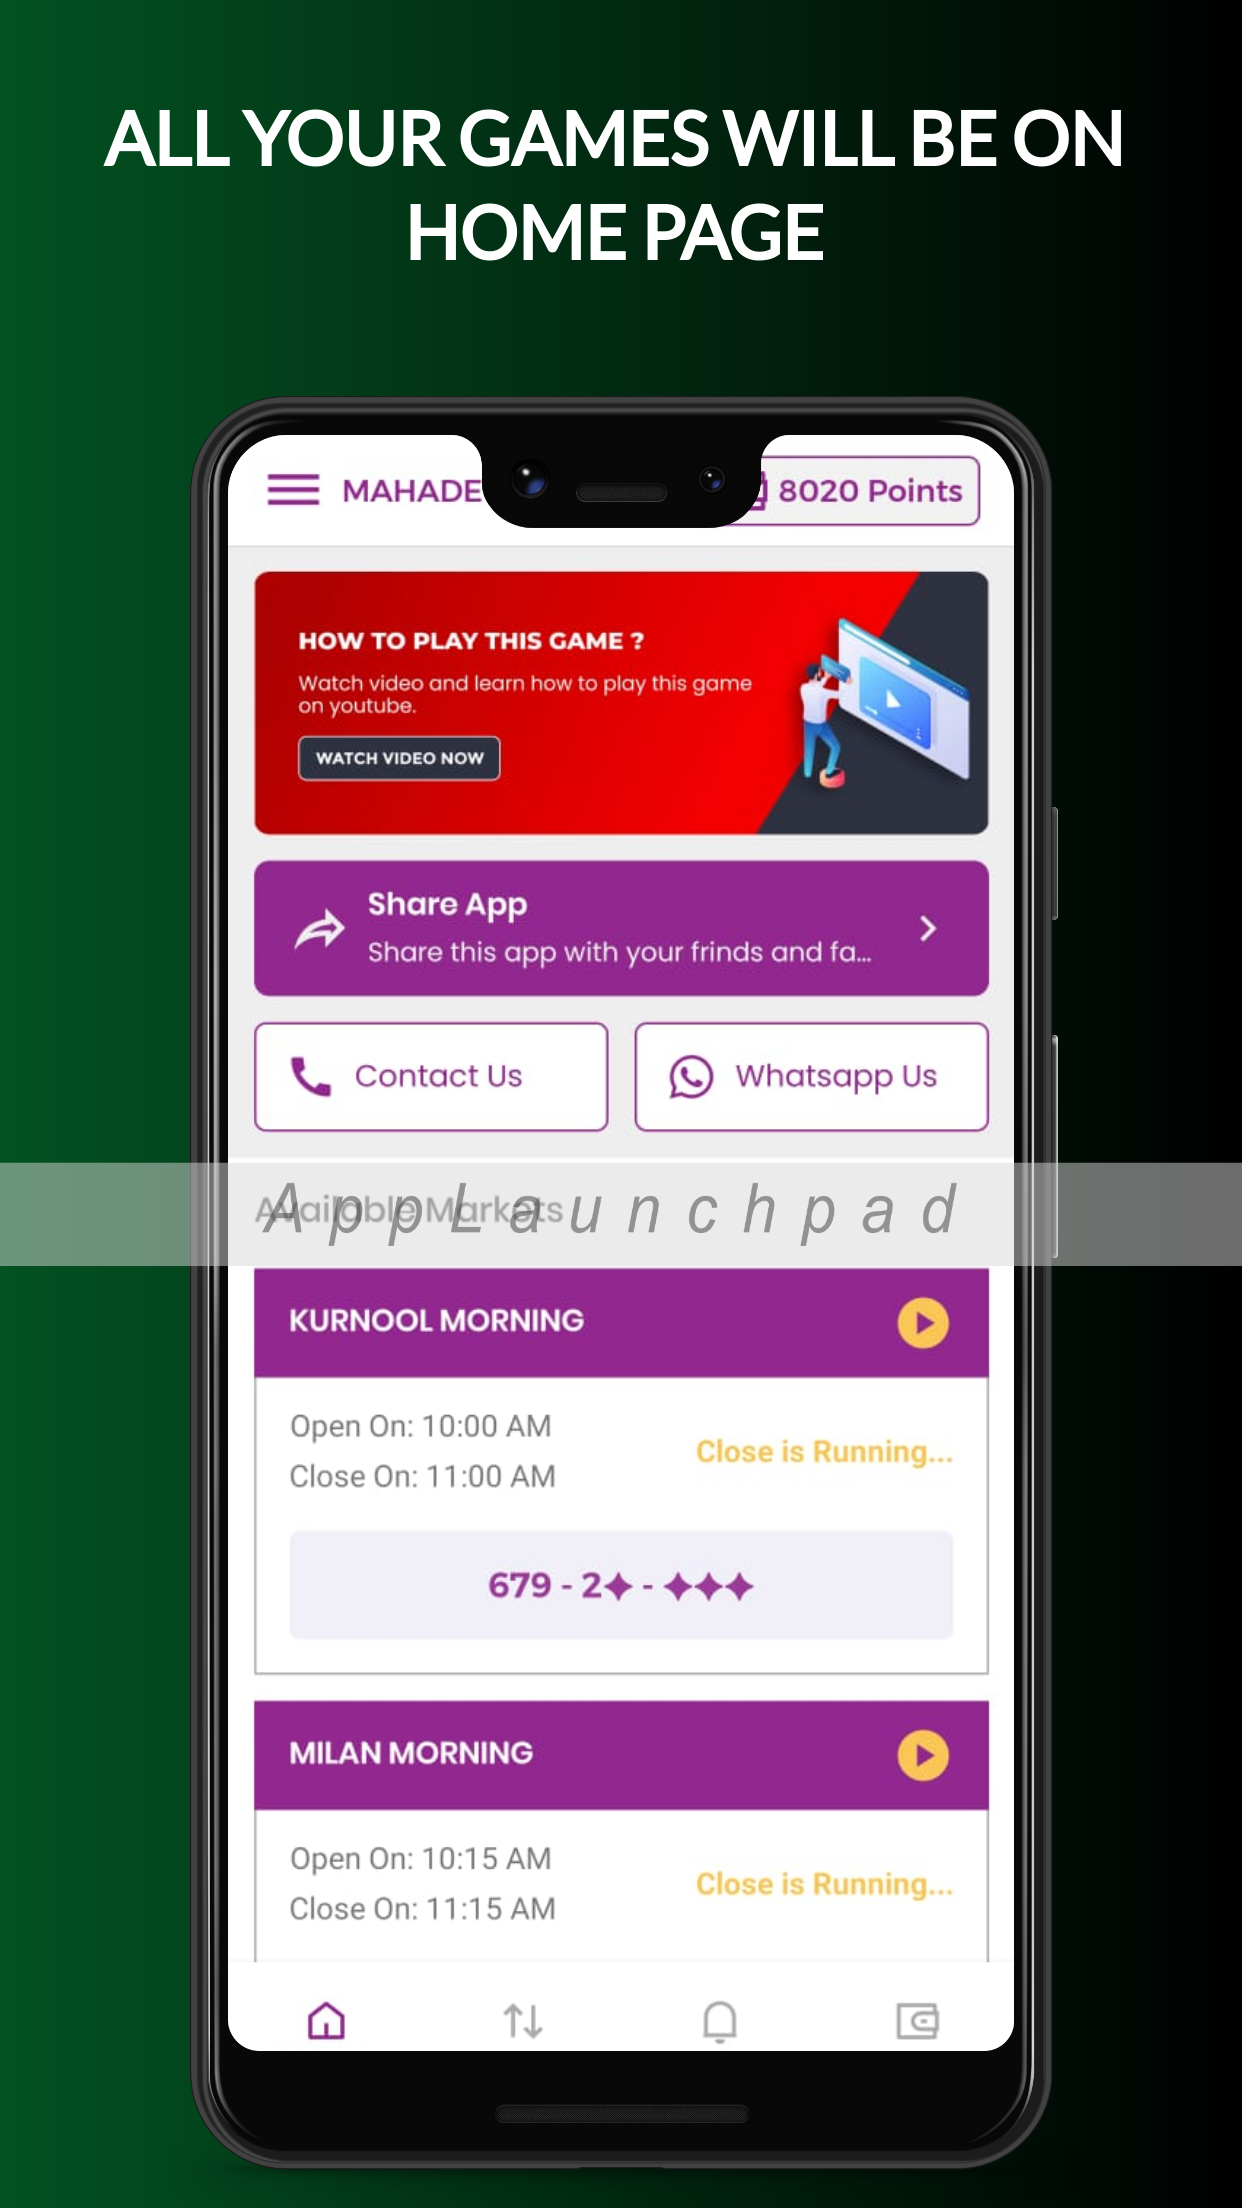 ALL YOUR GAMES WILL BE ON
HOME PAGE
MAHADE
8020 Points
HOW TO PLAY THIS GAME ?
Watch video and learn how to play this game
on youtube.
WATCH VIDEO NOW
Share App
Share this app with your frinds and fa...
Contact Us
Whatsapp Us
Available Markets
AppLaunchpad
KURNOOL MORNING
Open On: 10:00 AM
Close is Running...
Close On: 11:00 AM
679 - 2✦ - ✦✦✦
MILAN MORNING
Open On: 10:15 AM
Close is Running...
Close On: 11:15 AM